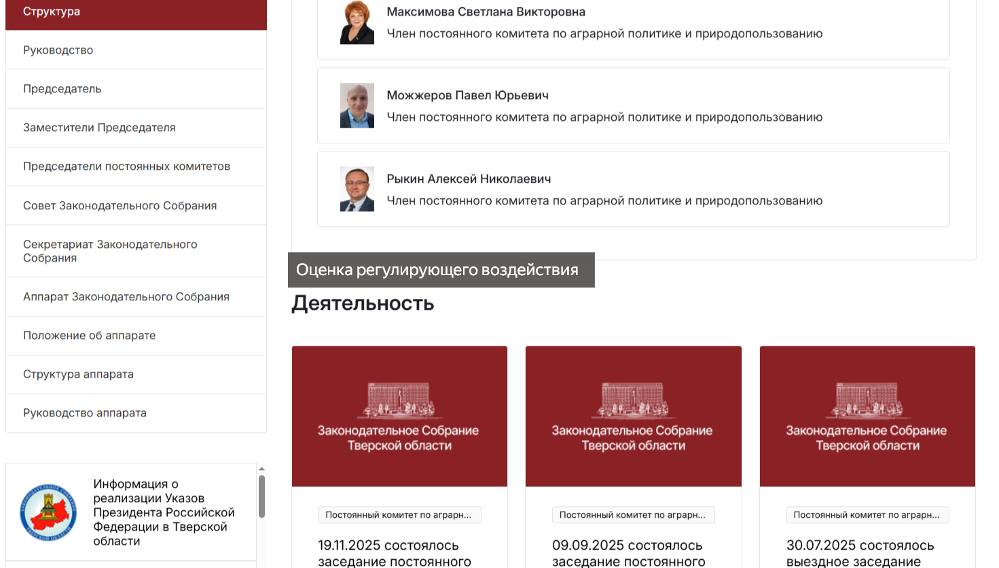 Структура
Руководство
Председатель
Заместители Председателя
Председатели постоянных комитетов
Совет Законодательного Собрания
Секретариат Законодательного
Собрания
Аппарат Законодательного Собрания
Положение об аппарате
Структура аппарата
Руководство аппарата
Информация о
реализации Указов
Президента Российской
Федерации в Тверской
области
Максимова Светлана Викторовна
Член постоянного комитета по аграрной политике и природопользованию
Можжеров Павел Юрьевич
Член постоянного комитета по аграрной политике и природопользованию
Рыкин Алексей Николаевич
Член постоянного комитета по аграрной политике и природопользованию
Оценка регулирующего воздействия
Деятельность
Законодательное Собрание
Тверской области
Постоянный комитет по аграрн...
19.11.2025 состоялось
заседание постоянного
Законодательное Собрание
Тверской области
Постоянный комитет по аграрн...
09.09.2025 состоялось
заседание постоянного
Законодательное Собрание
Тверской области
Постоянный комитет по аграрн...
30.07.2025 состоялось
выездное заседание